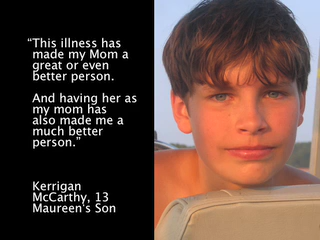 “This illness has
made my Mom a
great or even
better person.
And having her as
my mom has
also made me a
much better
person.”
Kerrigan
McCarthy, 13
Maureen’s Son